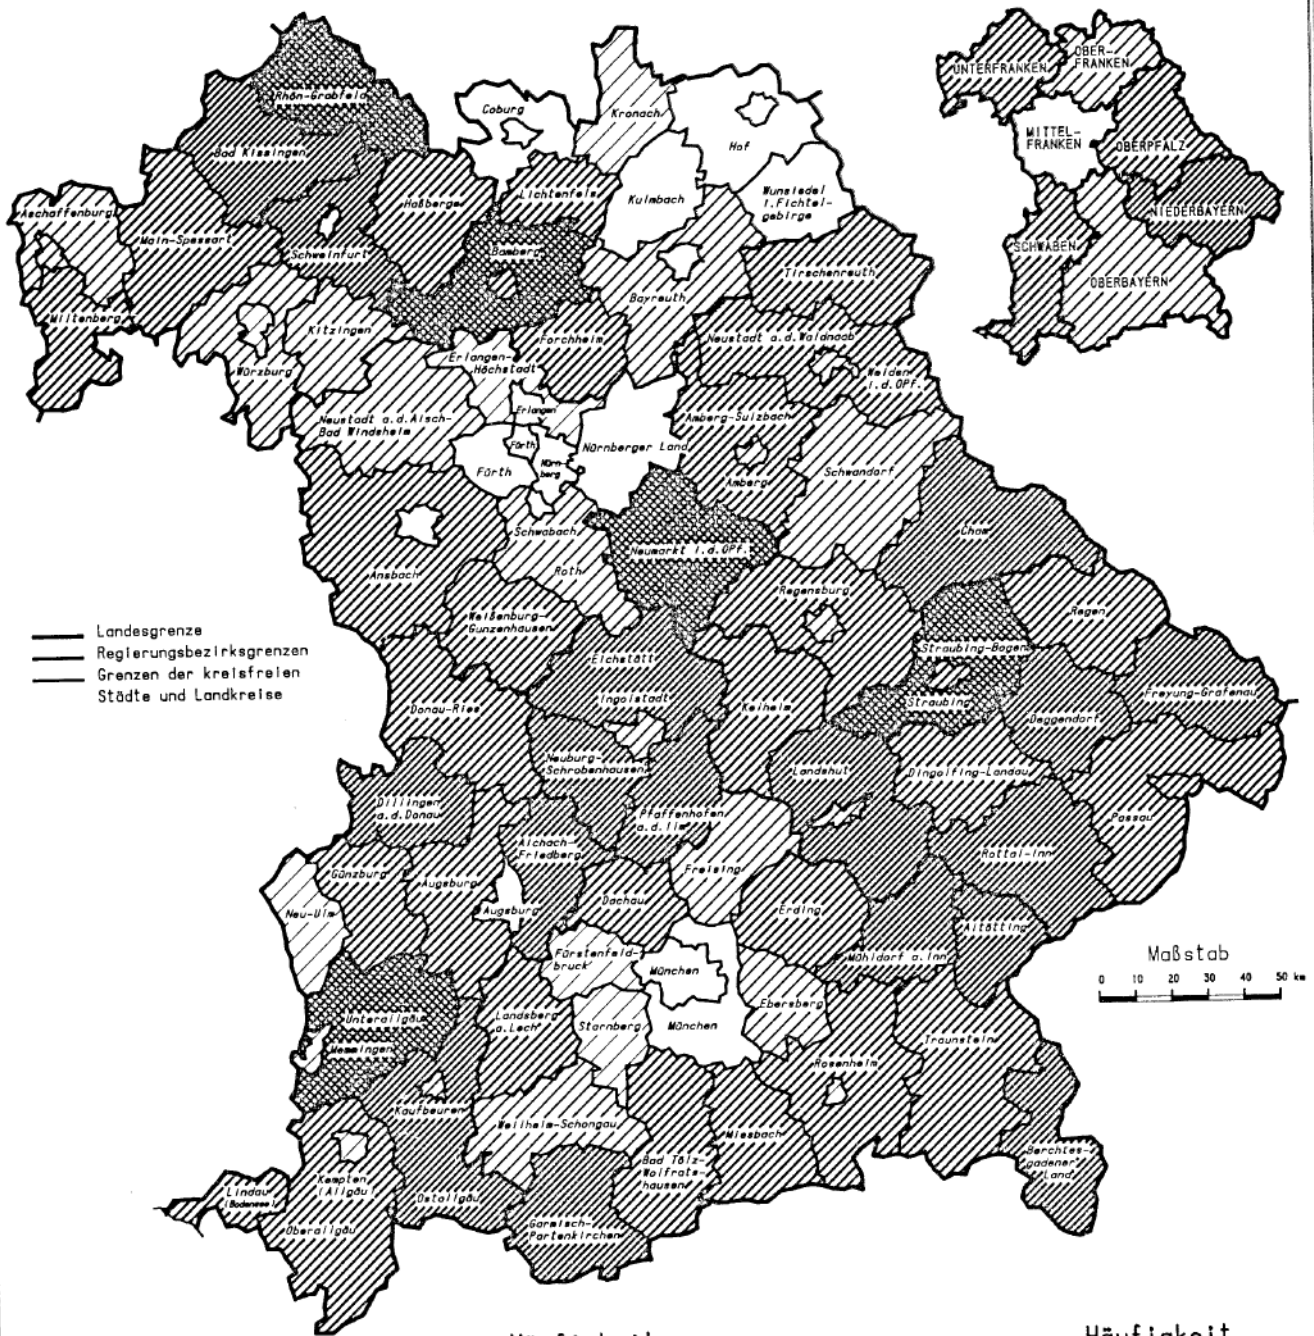 Rhön-Grabfeld
Coburg
Kronach
Hof
UNTERFRANKEN
OBER-
FRANKEN
MITTEL-
FRANKEN
OBERPFALZ
NIEDERBAYERN
SCHWABEN
OBERBAYERN
Bad Kissingen
Haßberge
Lichtenfels
Kulmbach
Wunsiedel
i.Fichtel-
gebirge
Aschaffenburg
Main-Spessart
Schweinfurt
Bamberg
Tirschenreuth
Miltenberg
Bayreuth
Kitzingen
Würzburg
Erlangen-
Höchstadt
Forchheim
Neustadt a.d.Waldnaab
Weiden
i.d.OPf.
Neustadt a.d.Aisch-
Bad Windsheim
Erlangen
Amberg-Sulzbach
Fürth
Fürth
Nürn-
berg
Nürnberger Land
Amberg
Schwandorf
Schwabach
Roth
Neumarkt i.d.OPf.
Cham
Ansbach
Weißenburg-
Gunzenhausen
Regensburg
Regen
Landesgrenze
Regierungsbezirksgrenzen
Grenzen der kreisfreien
Städte und Landkreise
Eichstätt
Ingolstadt
Straubing-Bogen
Straubing
Freyung-Grafenau
Donau-Ries
Kelheim
Deggendorf
Neuburg-
Schrobenhausen
Landshut
Dingolfing-Landau
Dillingen
a.d.Donau
Pfaffenhofen
a.d.Ilm
Passau
Aichach-
Friedberg
Rottal-Inn
Günzburg
Augsburg
Freising
Neu-Ulm
Augsburg
Dachau
Erding
Altötting
Fürstenfeld-
bruck
München
Mühldorf a.Inn
Maßstab
0 10 20 30 40 50 km
Unterallgäu
Memmingen
Landsberg
a.Lech
Starnberg
München
Ebersberg
Traunstein
Rosenheim
Kaufbeuren
Weilheim-Schongau
Miesbach
Berchtes-
gadener
Land
Bad Tölz-
Wolfrats-
hausen
Lindau
(Bodensee)
Kempten
(Allgäu)
Ostallgäu
Oberallgäu
Garmisch-
Partenkirchen
Häufigkeit